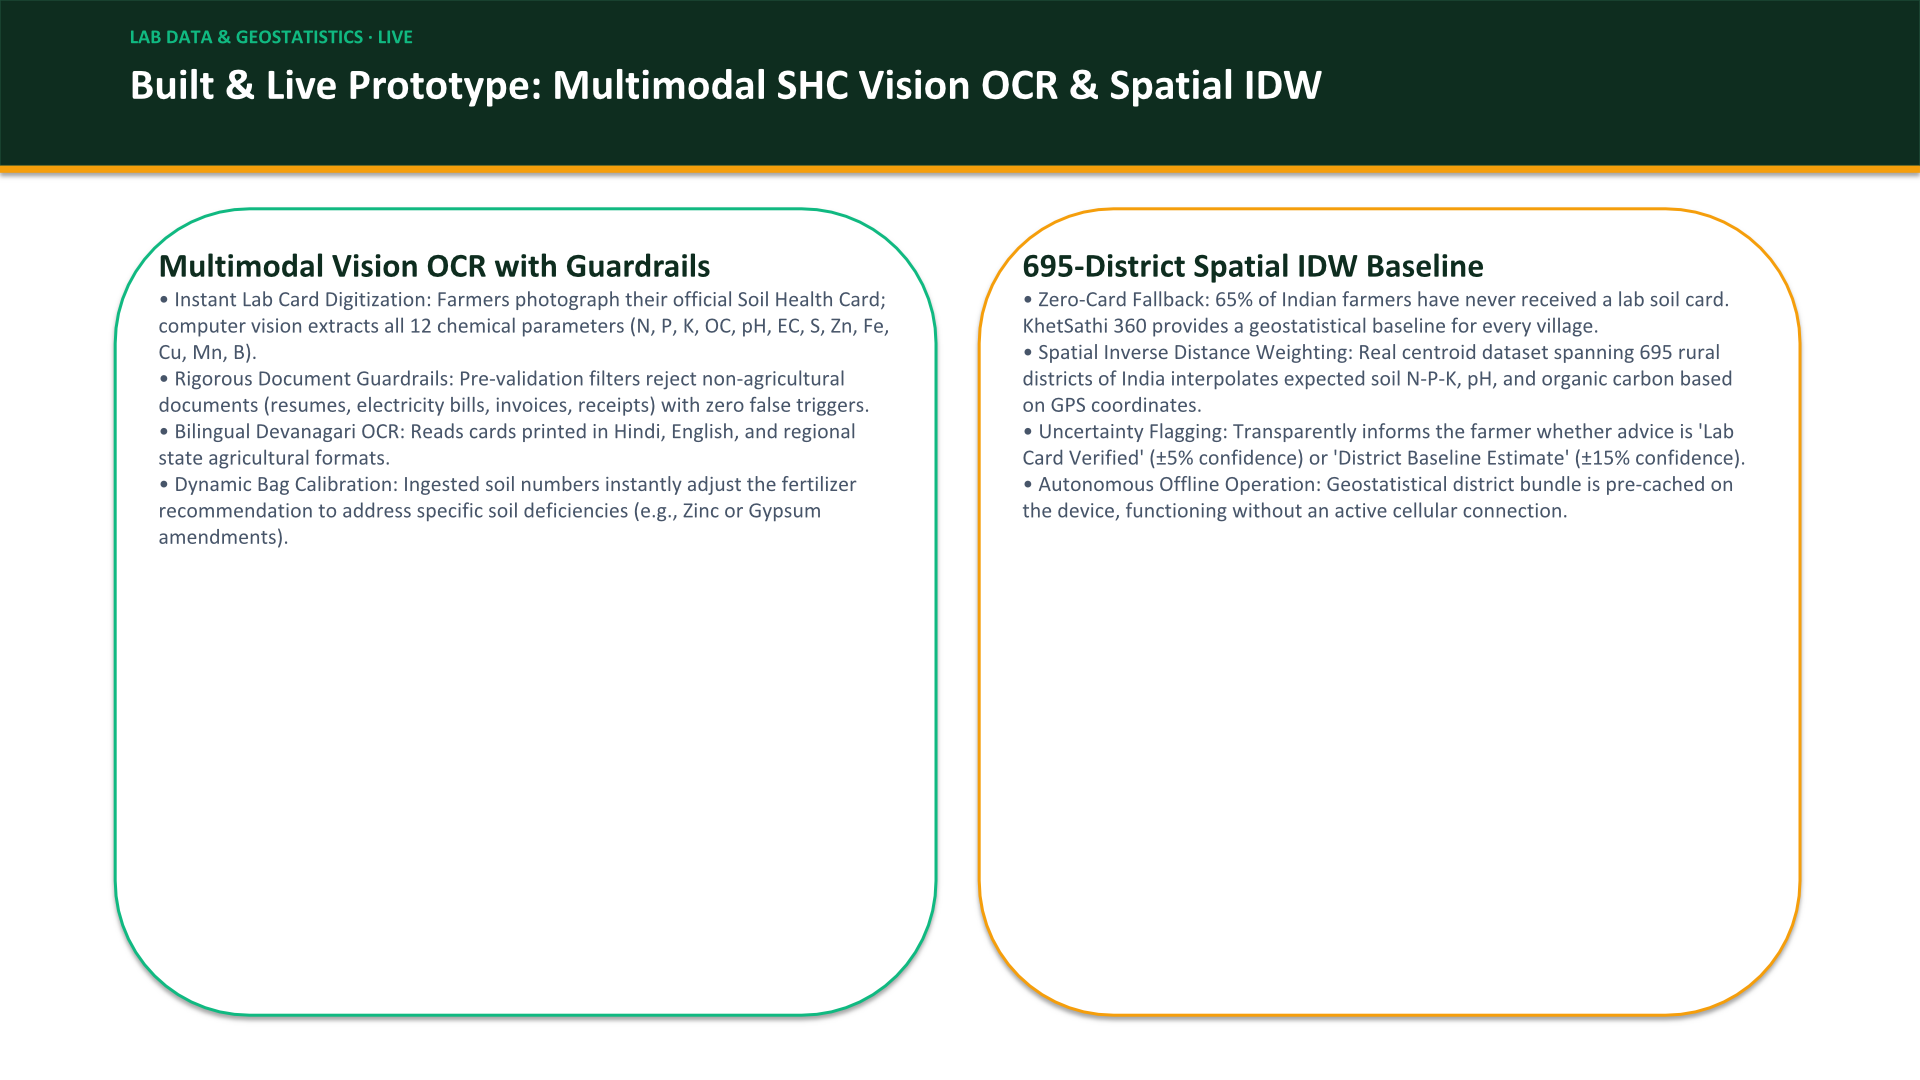 LAB DATA & GEOSTATISTICS · LIVE
Built & Live Prototype: Multimodal SHC Vision OCR & Spatial IDW
Multimodal Vision OCR with Guardrails
• Instant Lab Card Digitization: Farmers photograph their official Soil Health Card;
computer vision extracts all 12 chemical parameters (N, P, K, OC, pH, EC, S, Zn, Fe,
Cu, Mn, B).
• Rigorous Document Guardrails: Pre-validation filters reject non-agricultural
documents (resumes, electricity bills, invoices, receipts) with zero false triggers.
• Bilingual Devanagari OCR: Reads cards printed in Hindi, English, and regional
state agricultural formats.
• Dynamic Bag Calibration: Ingested soil numbers instantly adjust the fertilizer
recommendation to address specific soil deficiencies (e.g., Zinc or Gypsum
amendments).
695-District Spatial IDW Baseline
• Zero-Card Fallback: 65% of Indian farmers have never received a lab soil card.
KhetSathi 360 provides a geostatistical baseline for every village.
• Spatial Inverse Distance Weighting: Real centroid dataset spanning 695 rural
districts of India interpolates expected soil N-P-K, pH, and organic carbon based
on GPS coordinates.
• Uncertainty Flagging: Transparently informs the farmer whether advice is 'Lab
Card Verified' (±5% confidence) or 'District Baseline Estimate' (±15% confidence).
• Autonomous Offline Operation: Geostatistical district bundle is pre-cached on
the device, functioning without an active cellular connection.